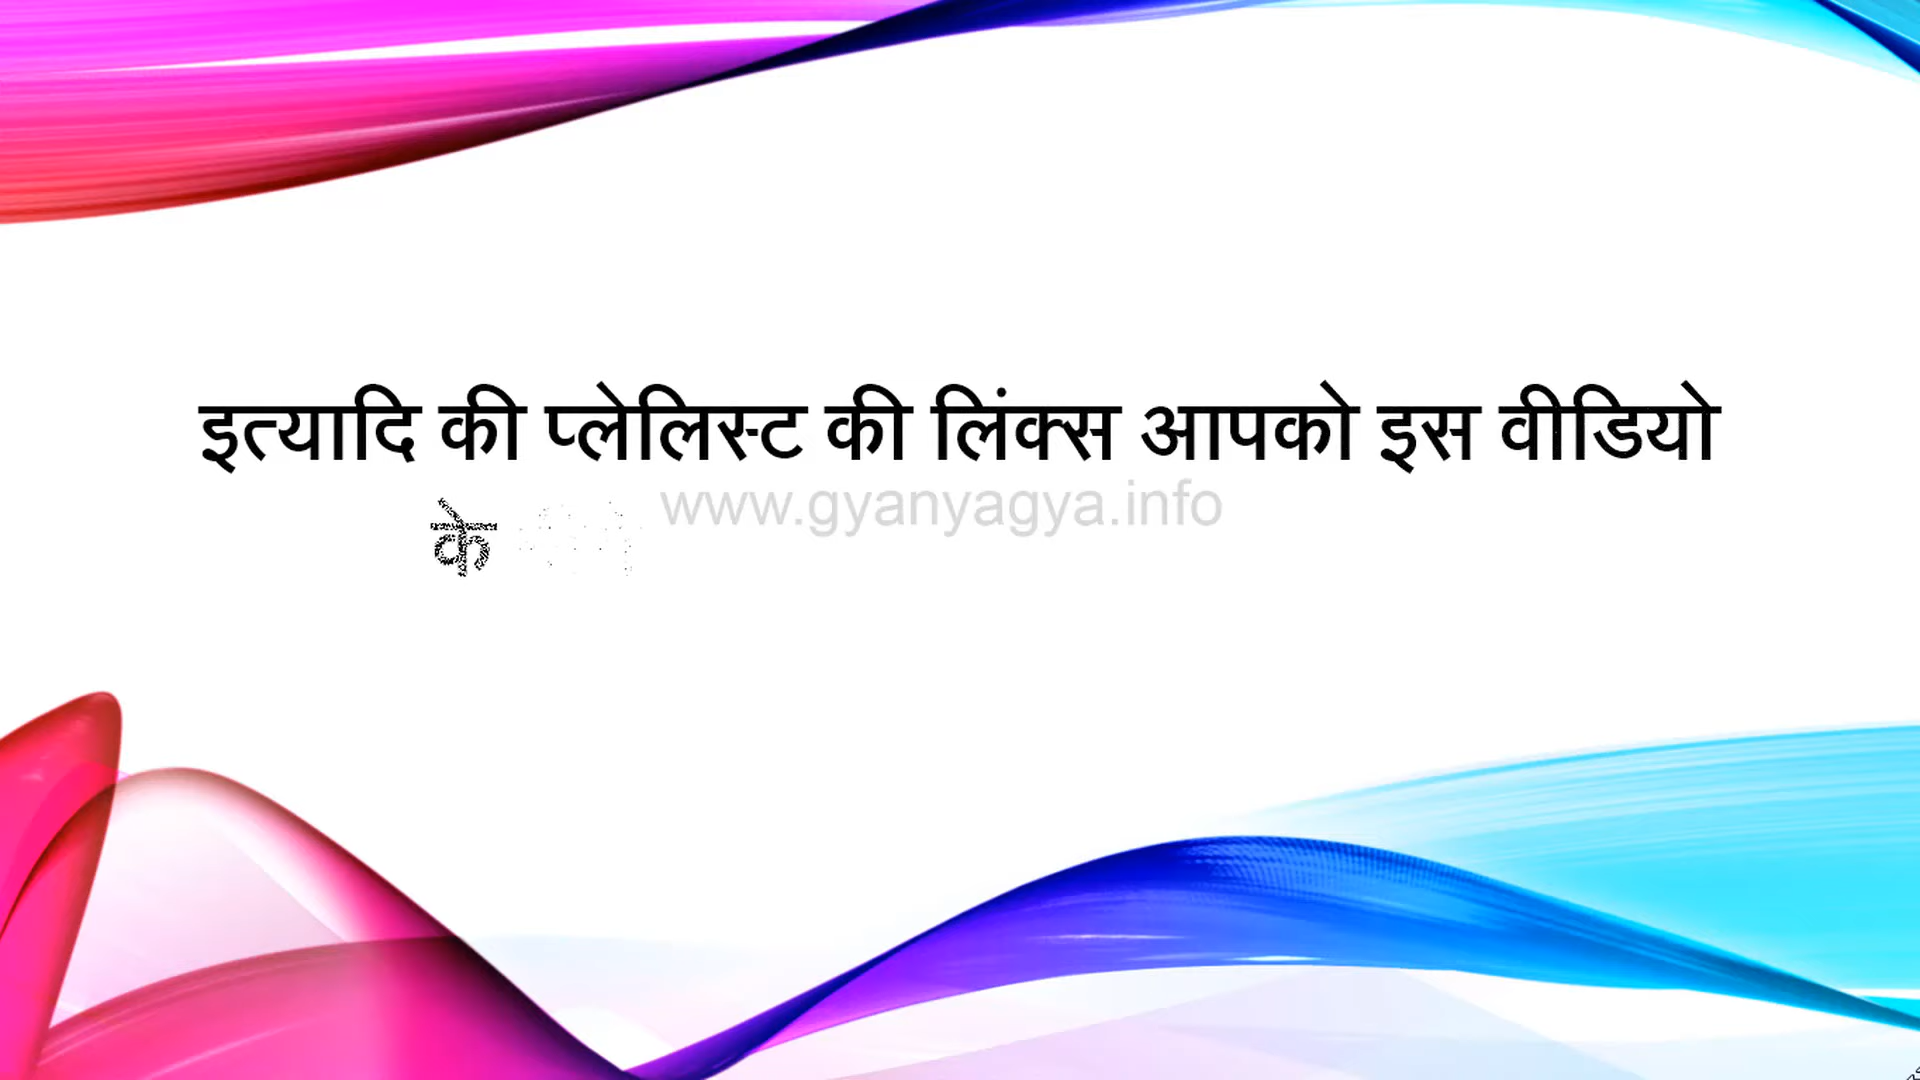 इत्यादि की प्लेलिस्ट की लिंक्स आपको इस वीडियो
www.gyanyagya.info
के